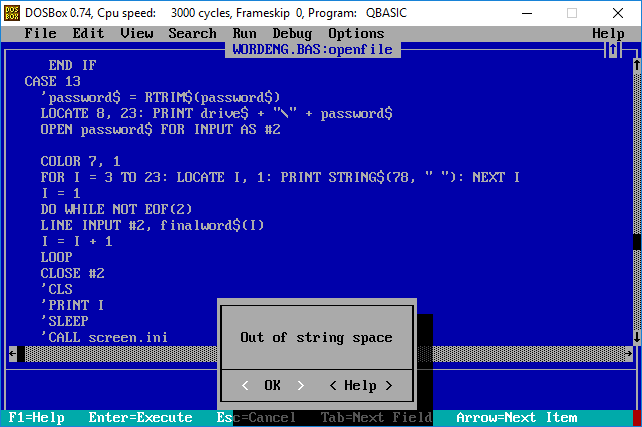 DOSBox 0.74, Cpu speed: 3000 cycles, Frameskip 0, Program: QBASIC
File Edit View Search Run Debug Options Help
WORDENG.BAS:openfile
END IF
CASE 13
'password$ = RTRIM$(password$)
LOCATE 8, 23: PRINT drive$ + "\" + password$
OPEN password$ FOR INPUT AS #2
COLOR 7, 1
FOR I = 3 TO 23: LOCATE I, 1: PRINT STRING$(78, " "): NEXT I
I = 1
DO WHILE NOT EOF(2)
LINE INPUT #2, finalword$(I)
I = I + 1
LOOP
CLOSE #2
'CLS
'PRINT I
'SLEEP
'CALL screen.ini
Out of string space
< OK > < Help >
F1=Help Enter=Execute Esc=Cancel Tab=Next Field Arrow=Next Item